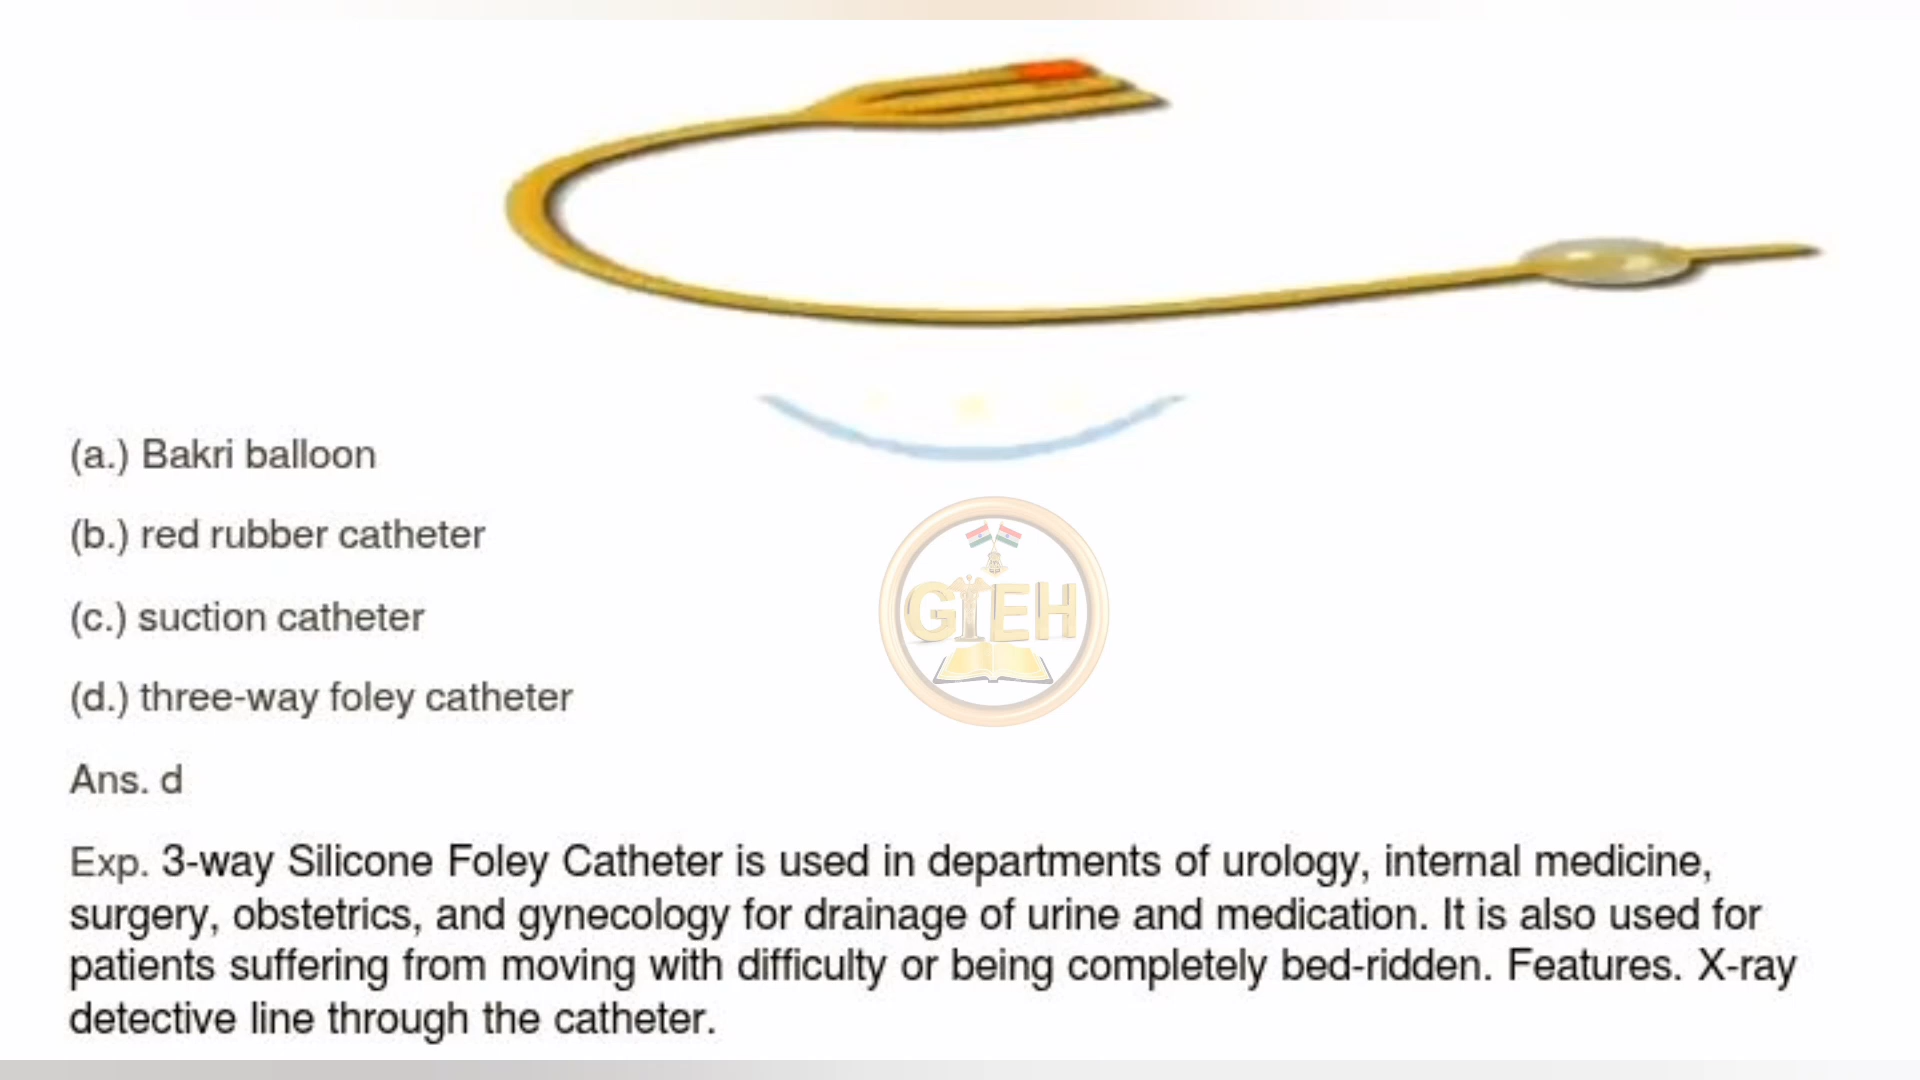 (a.) Bakri balloon
(b.) red rubber catheter
GTEH
(c.) suction catheter
(d.) three-way foley catheter
Ans. d
Exp. 3-way Silicone Foley Catheter is used in departments of urology, internal medicine,
surgery, obstetrics, and gynecology for drainage of urine and medication. It is also used for
patients suffering from moving with difficulty or being completely bed-ridden. Features. X-ray
detective line through the catheter.